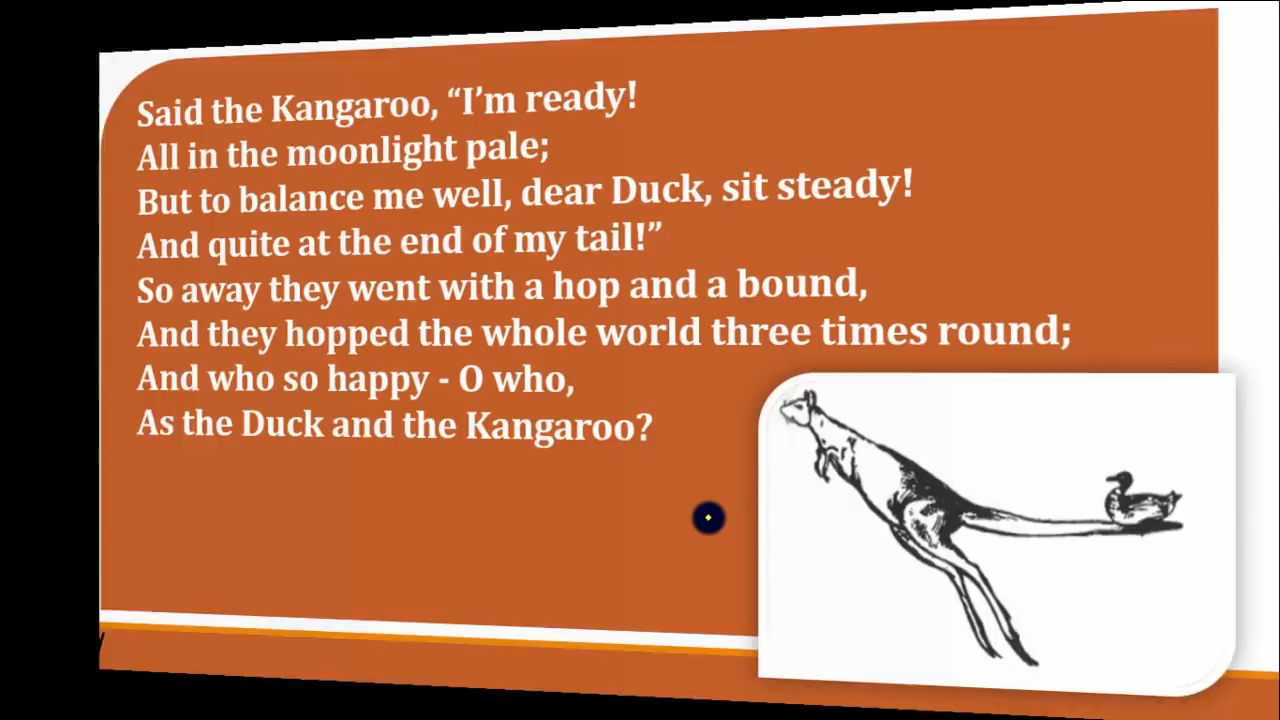 Said the Kangaroo, “I’m ready!
All in the moonlight pale;
But to balance me well, dear Duck, sit steady!
And quite at the end of my tail!”
So away they went with a hop and a bound,
And they hopped the whole world three times round;
And who so happy - O who,
As the Duck and the Kangaroo?